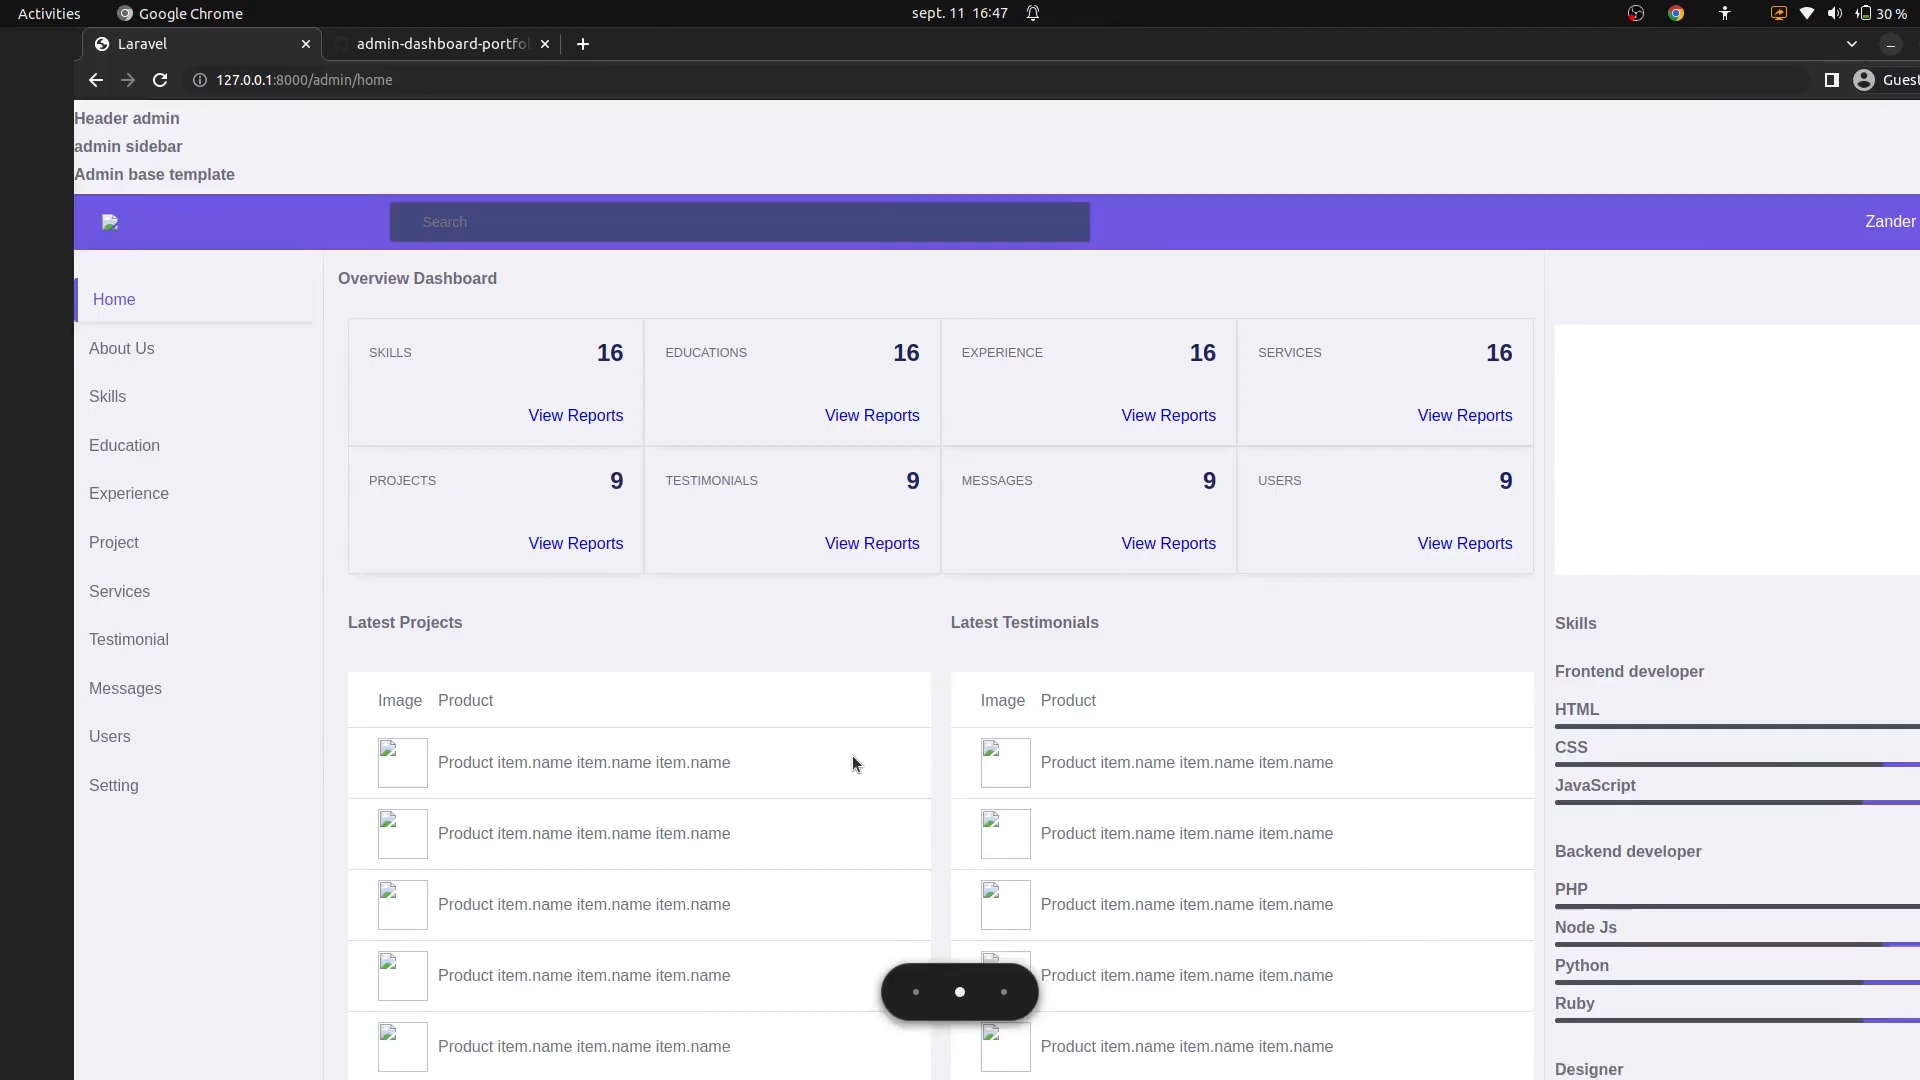 Activities
Google Chrome
sept. 11 16:47
30 %
Laravel
admin-dashboard-portfo
127.0.0.1:8000/admin/home
Guest
Header admin
admin sidebar
Admin base template
Search
Zander
Home
About Us
Skills
Education
Experience
Project
Services
Testimonial
Messages
Users
Setting
Overview Dashboard
SKILLS 16
View Reports
EDUCATIONS 16
View Reports
EXPERIENCE 16
View Reports
SERVICES 16
View Reports
PROJECTS 9
View Reports
TESTIMONIALS 9
View Reports
MESSAGES 9
View Reports
USERS 9
View Reports
Latest Projects
Image Product
Product item.name item.name item.name
Product item.name item.name item.name
Product item.name item.name item.name
Product item.name item.name item.name
Product item.name item.name item.name
Latest Testimonials
Image Product
Product item.name item.name item.name
Product item.name item.name item.name
Product item.name item.name item.name
Product item.name item.name item.name
Product item.name item.name item.name
Skills
Frontend developer
HTML
CSS
JavaScript
Backend developer
PHP
Node Js
Python
Ruby
Designer